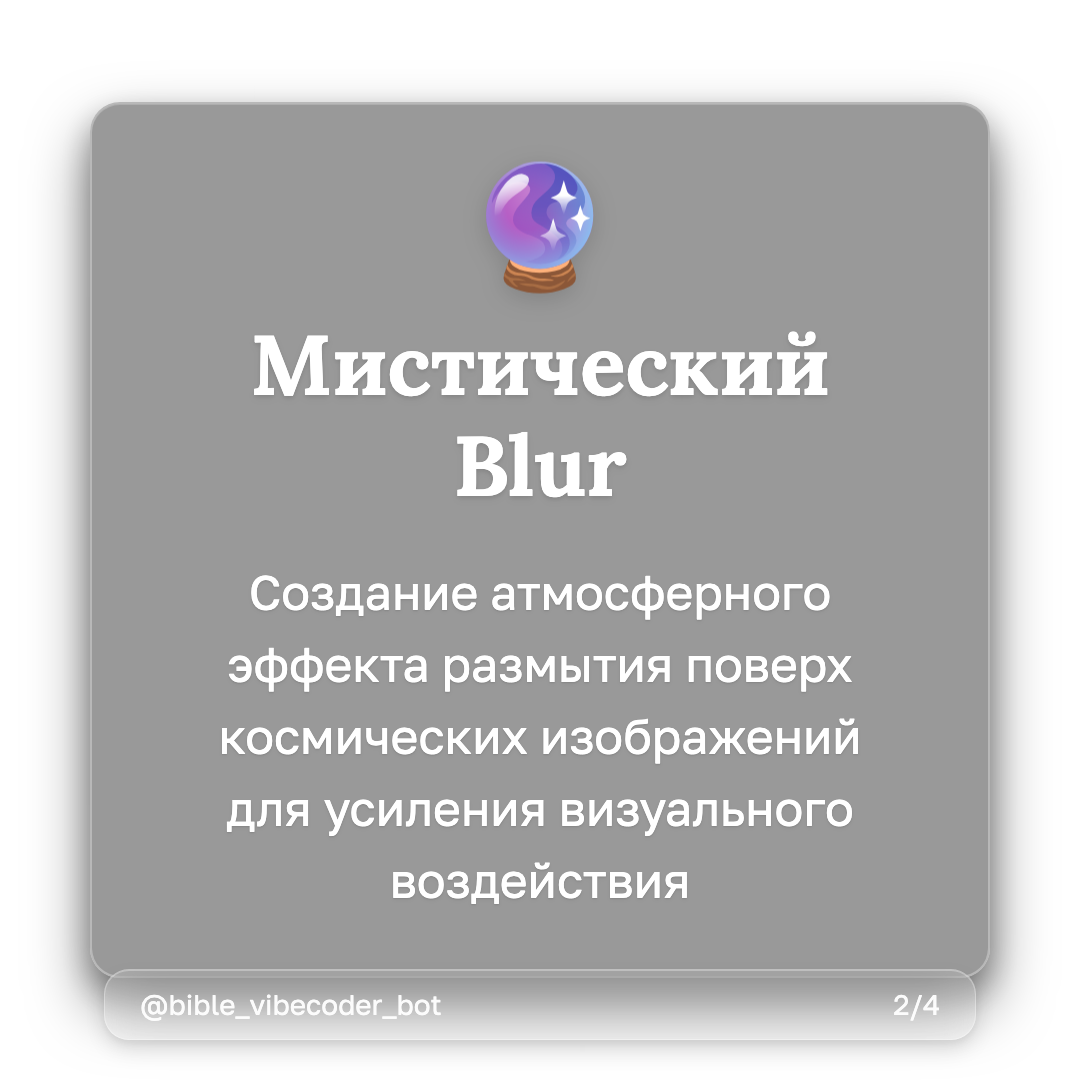 Мистический
Blur
Создание атмосферного
эффекта размытия поверх
космических изображений
для усиления визуального
воздействия
@bible_vibecoder_bot
2/4